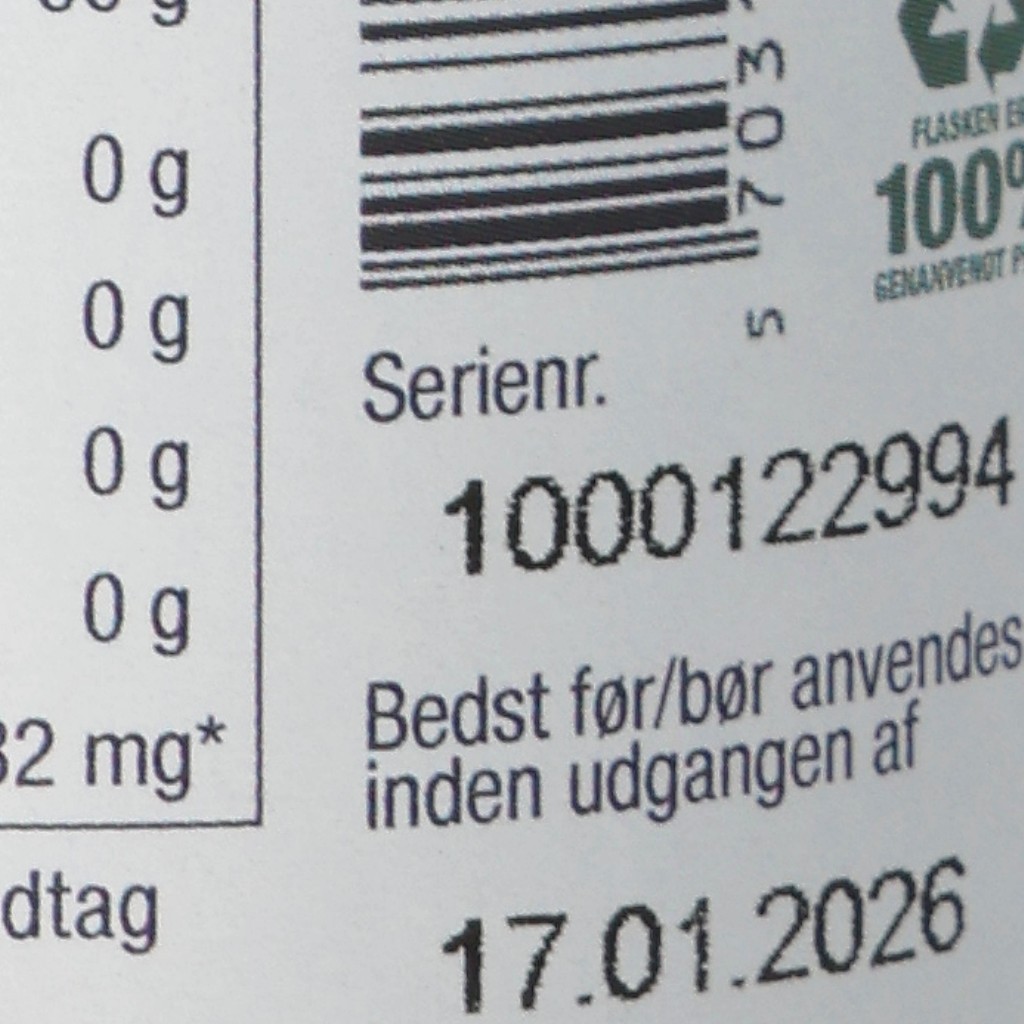 0 g
0 g
0 g
0 g
mg*
dtag
5 703
FLASKEN
100%
GENANVENDT
Serienr.
1000122994
Bedst før/bør anvendes
inden udgangen af
17.01.2026